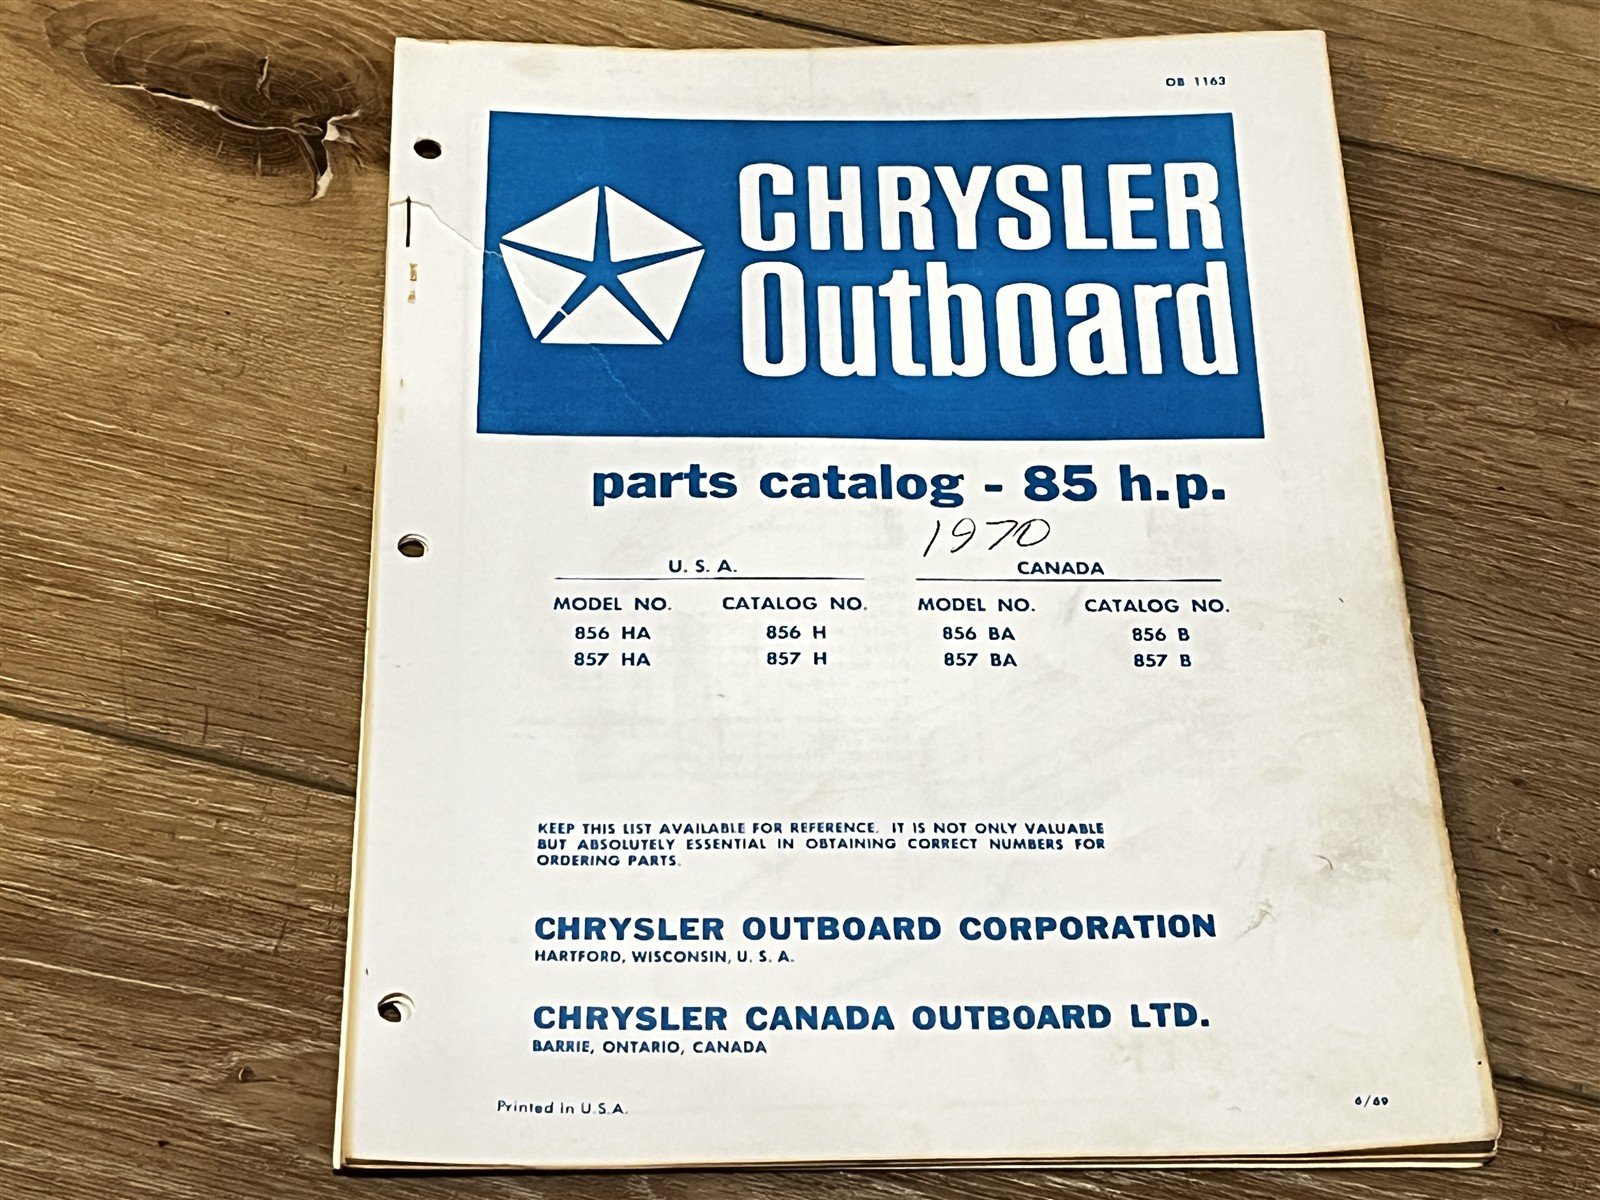 OB 1163
CHRYSLER
Outboard
parts catalog - 85 h.p.
1970
U. S. A. CANADA
MODEL NO. CATALOG NO. MODEL NO. CATALOG NO.
856 HA 856 H 856 BA 856 B
857 HA 857 H 857 BA 857 B
KEEP THIS LIST AVAILABLE FOR REFERENCE. IT IS NOT ONLY VALUABLE
BUT ABSOLUTELY ESSENTIAL IN OBTAINING CORRECT NUMBERS FOR
ORDERING PARTS.
CHRYSLER OUTBOARD CORPORATION
HARTFORD, WISCONSIN, U. S. A.
CHRYSLER CANADA OUTBOARD LTD.
BARRIE, ONTARIO, CANADA
Printed in U.S.A. 6/69